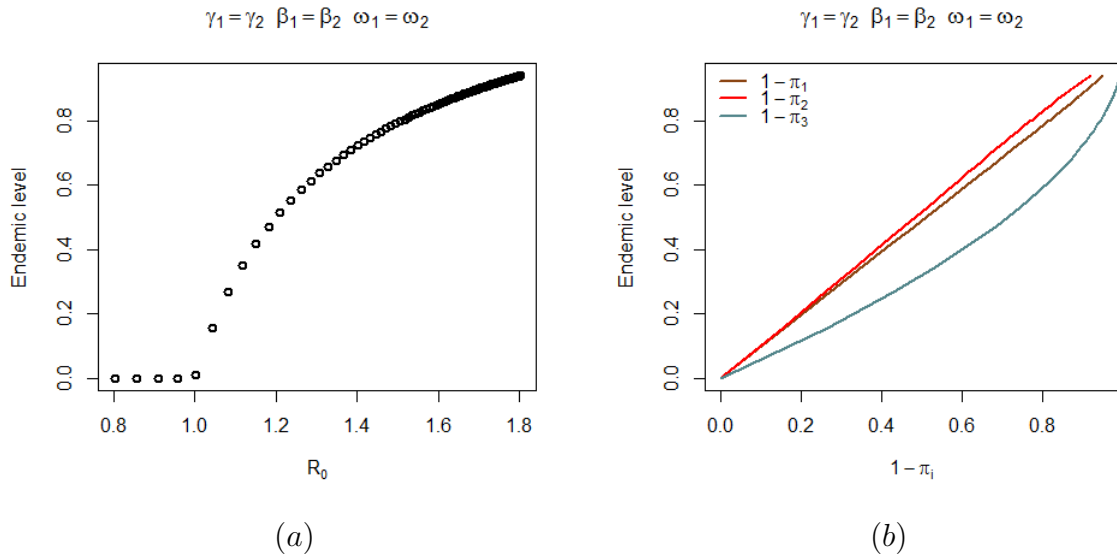 γ₁ = γ₂ β₁ = β₂ ω₁ = ω₂
Endemic level
0.0 0.2 0.4 0.6 0.8
0.8 1.0 1.2 1.4 1.6 1.8
R₀
(a)
γ₁ = γ₂ β₁ = β₂ ω₁ = ω₂
1 − π₁
1 − π₂
1 − π₃
Endemic level
0.0 0.2 0.4 0.6 0.8
0.0 0.2 0.4 0.6 0.8
1 − πᵢ
(b)